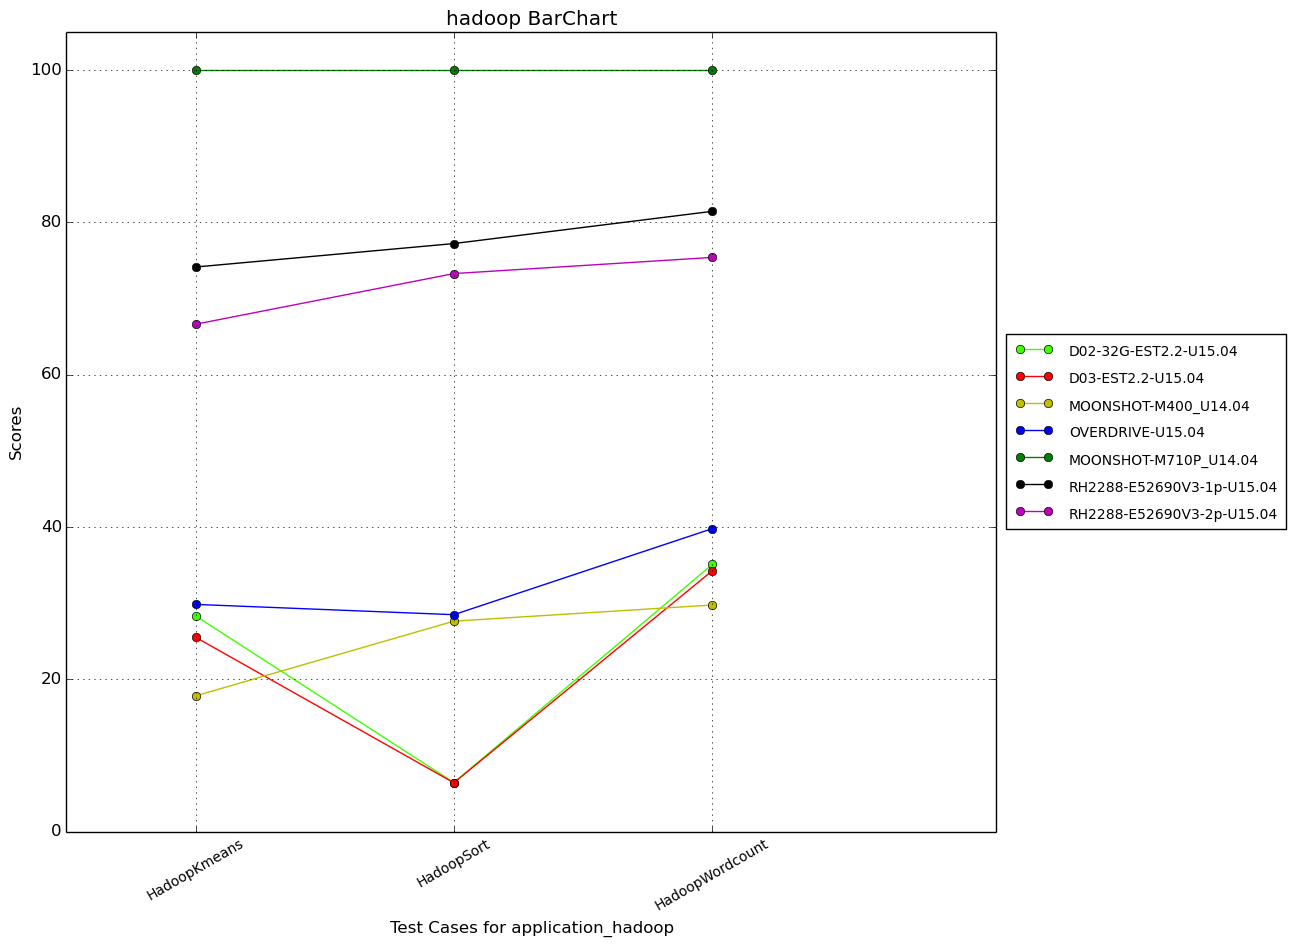 hadoop BarChart
100
80
60
40
20
0
Scores
HadoopKmeans
HadoopSort
HadoopWordcount
Test Cases for application_hadoop
D02-32G-EST2.2-U15.04
D03-EST2.2-U15.04
MOONSHOT-M400_U14.04
OVERDRIVE-U15.04
MOONSHOT-M710P_U14.04
RH2288-E52690V3-1p-U15.04
RH2288-E52690V3-2p-U15.04